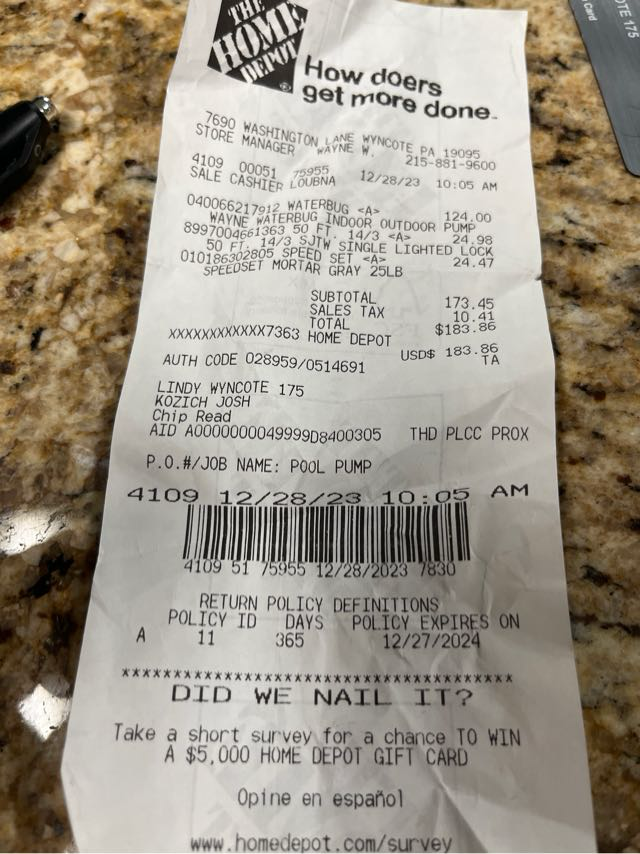 THE
HOME
DEPOT
®
How doers
get more done.
7690 WASHINGTON LANE WYNCOTE PA 19095
STORE MANAGER WAYNE W. 215-881-9600
4109 00051 75955 12/28/23 10:05 AM
SALE CASHIER LOUBNA
040066217912 WATERBUG <A> 124.00
WAYNE WATERBUG INDOOR OUTDOOR PUMP
8997004661363 50 FT. 14/3 <A> 24.98
50 FT. 14/3 SJTW SINGLE LIGHTED LOCK
010186302805 SPEED SET <A> 24.47
SPEEDSET MORTAR GRAY 25LB
SUBTOTAL 173.45
SALES TAX 10.41
TOTAL $183.86
XXXXXXXXXXXX7363 HOME DEPOT
USD$ 183.86
AUTH CODE 028959/0514691 TA
LINDY WYNCOTE 175
KOZICH JOSH
Chip Read
AID A0000000049999D8400305 THD PLCC PROX
P.O.#/JOB NAME: POOL PUMP
4109 12/28/23 10:05 AM
4109 51 75955 12/28/2023 7830
RETURN POLICY DEFINITIONS
POLICY ID DAYS POLICY EXPIRES ON
A 11 365 12/27/2024
****************************************
DID WE NAIL IT?
Take a short survey for a chance TO WIN
A $5,000 HOME DEPOT GIFT CARD
Opine en español
www.homedepot.com/survey
OTE 175
Card